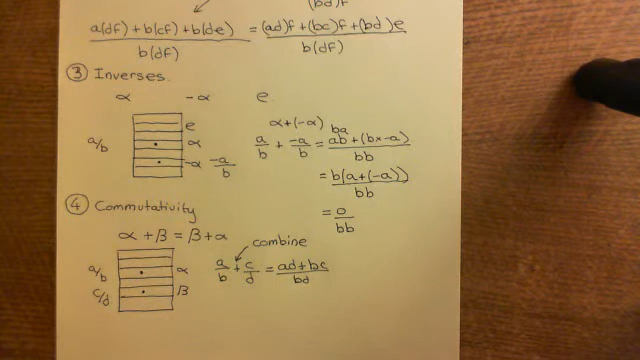 (bd)f
a(df) + b(cf) + b(de) = (ad)f + (bc)f + (bd)e
b(df) b(df)
③ Inverses.
α -α e
e
α + (-α)
a/b α
a/b + -a/b = ab + (b×-a)/bb
ba
-α -a/b
= b(a + (-a))/bb
= 0/bb
④ Commutativity
α + β = β + α
combine
a/b α
a/b + c/d = ad + bc/bd
c/d β